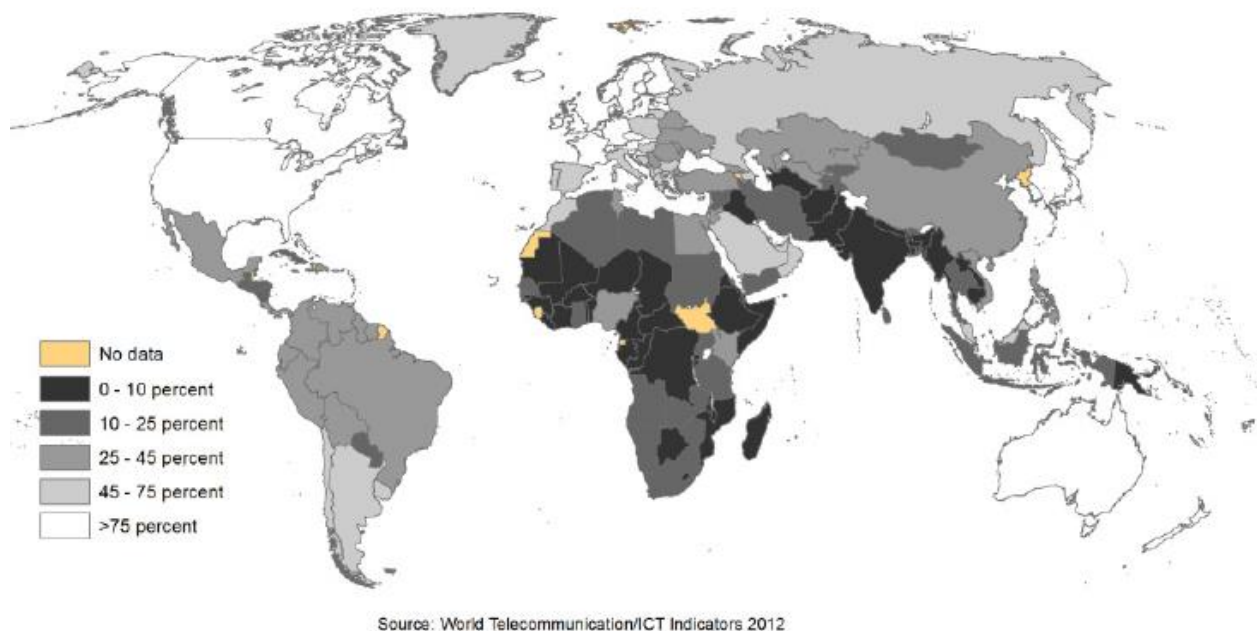 No data
0 - 10 percent
10 - 25 percent
25 - 45 percent
45 - 75 percent
>75 percent
Source: World Telecommunication/ICT Indicators 2012